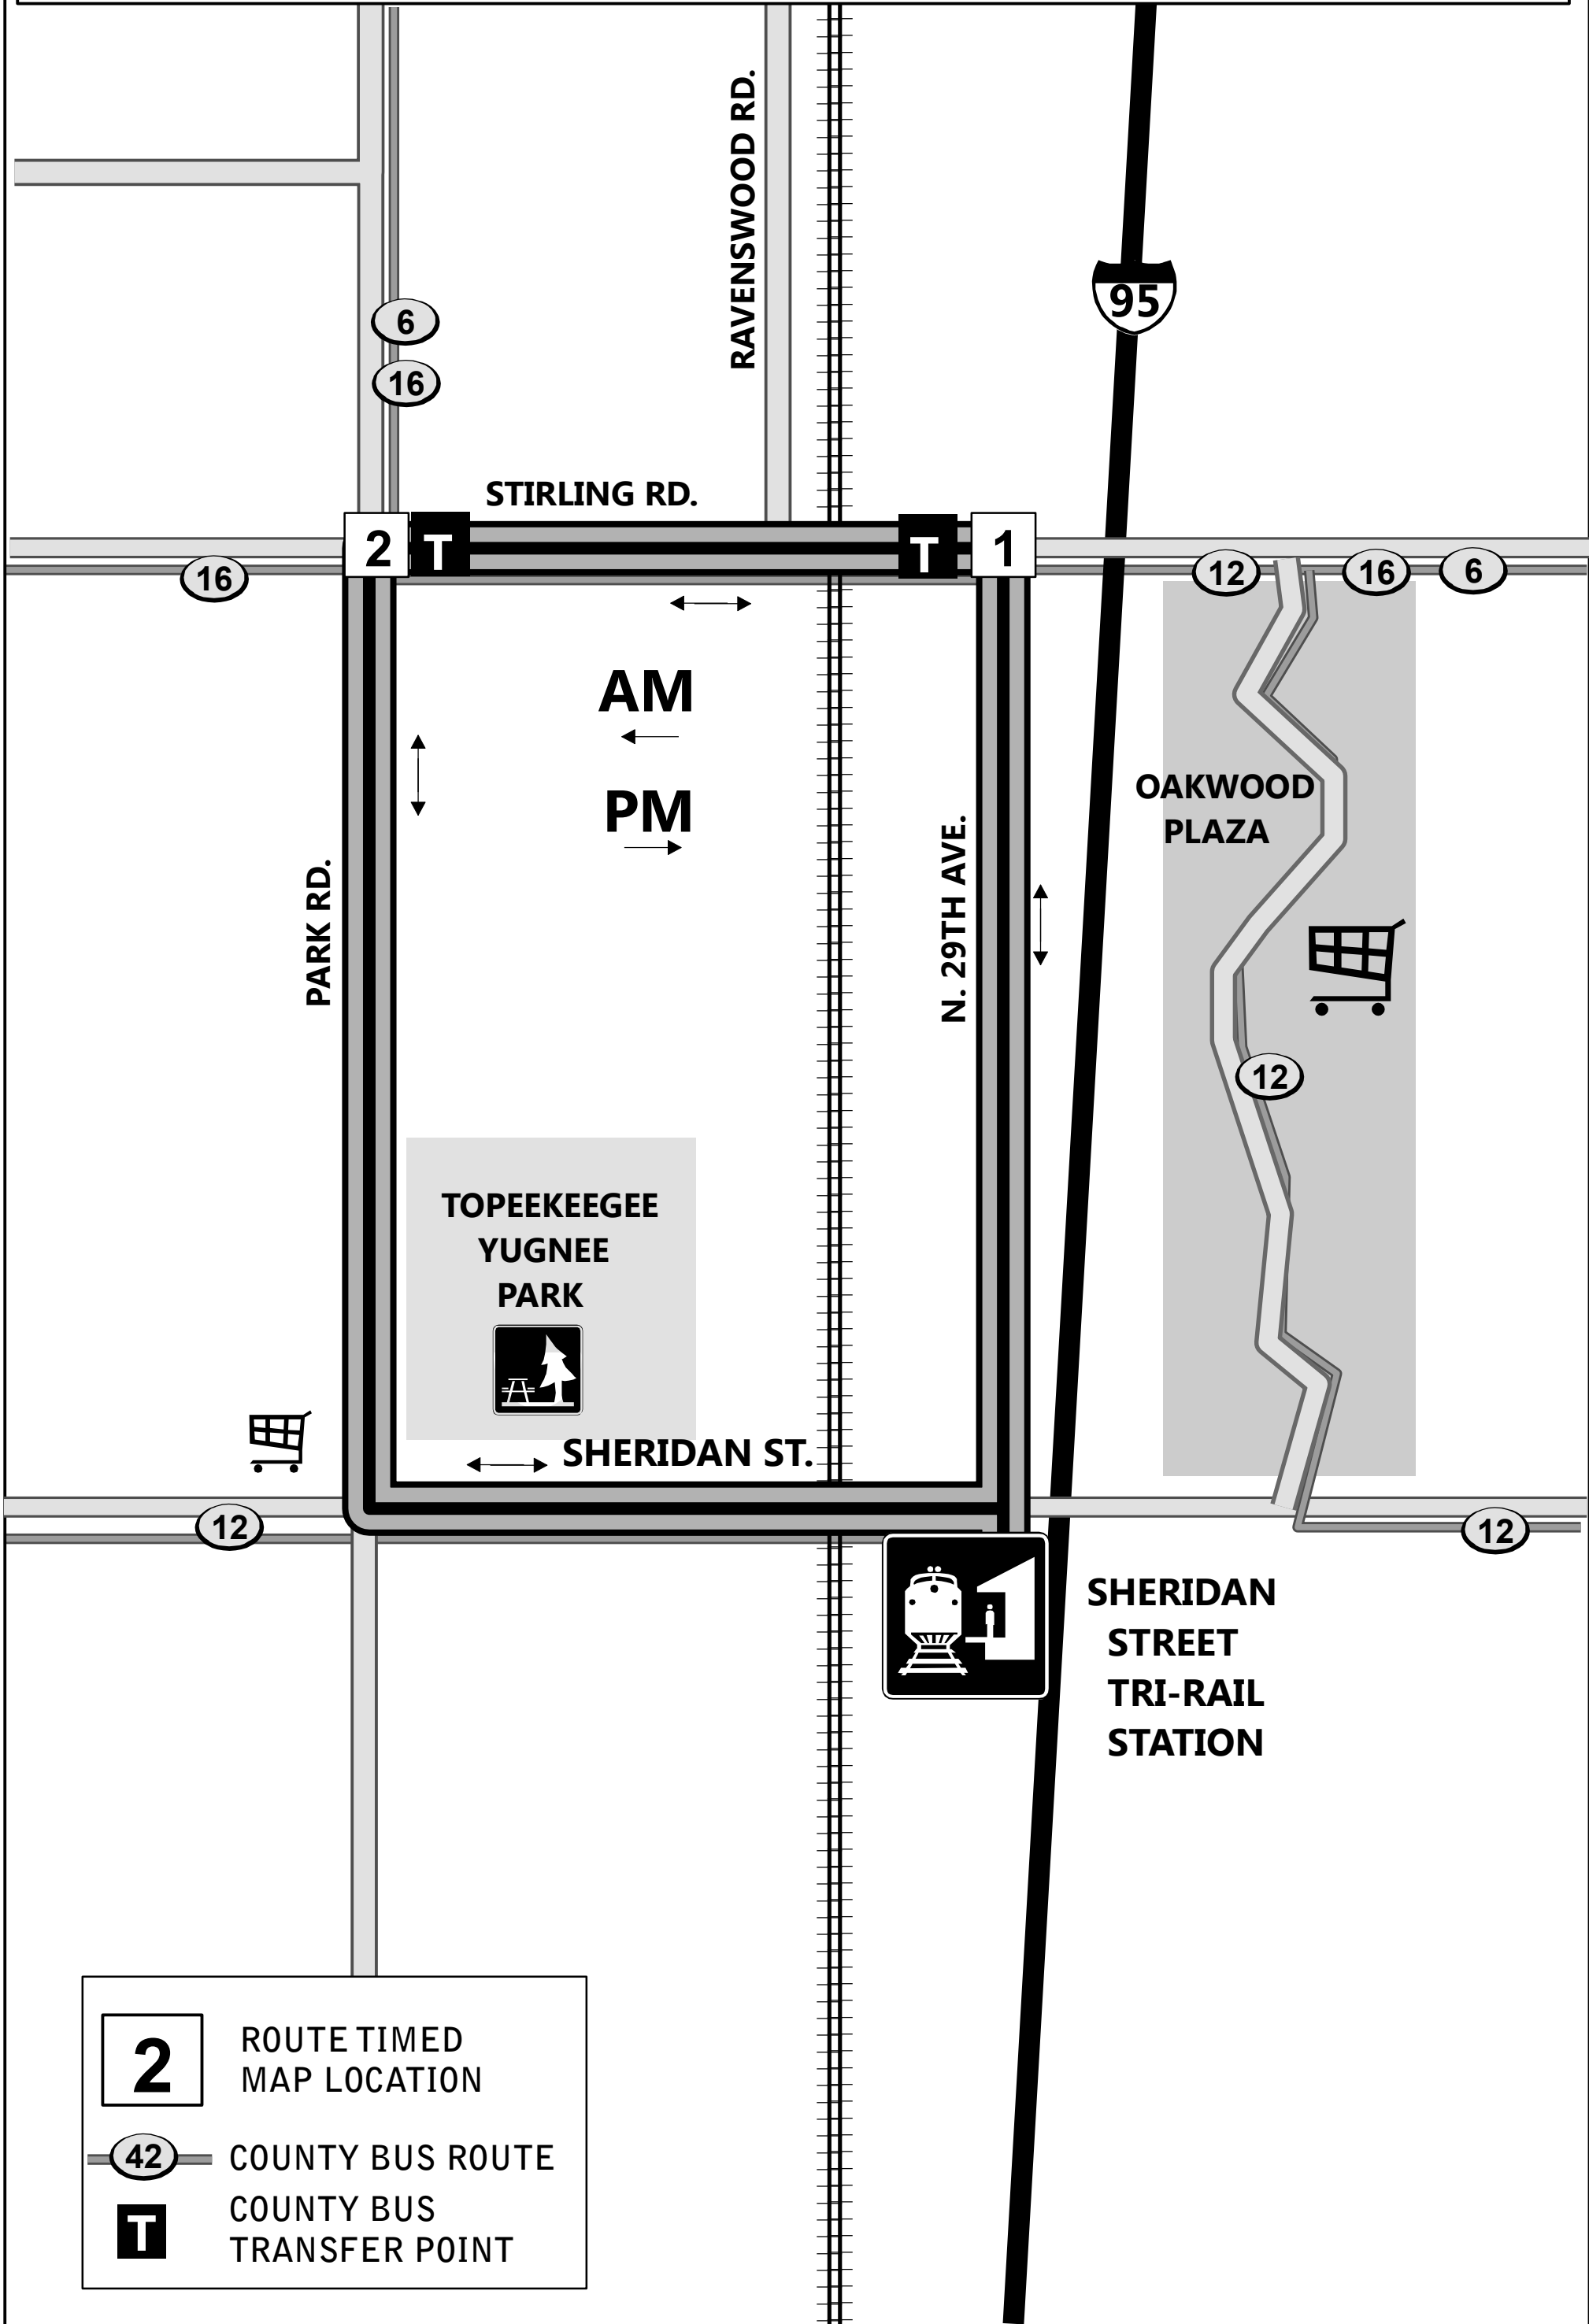 RAVENSWOOD RD.
95
6
16
STIRLING RD.
2
T
T
1
16
12
16
6
AM
PM
OAKWOOD
PLAZA
PARK RD.
N. 29TH AVE.
12
TOPEEKEEGEE
YUGNEE
PARK
SHERIDAN ST.
12
12
SHERIDAN
STREET
TRI-RAIL
STATION
2
ROUTE TIMED
MAP LOCATION
42
COUNTY BUS ROUTE
T
COUNTY BUS
TRANSFER POINT